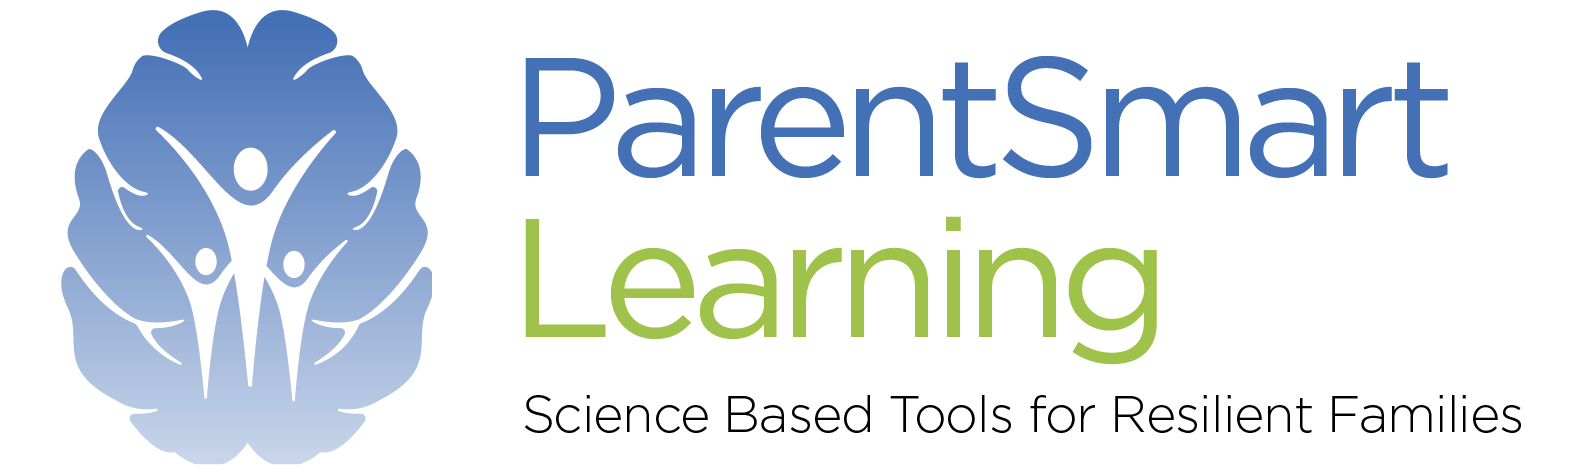 ParentSmart
Learning
Science Based Tools for Resilient Families